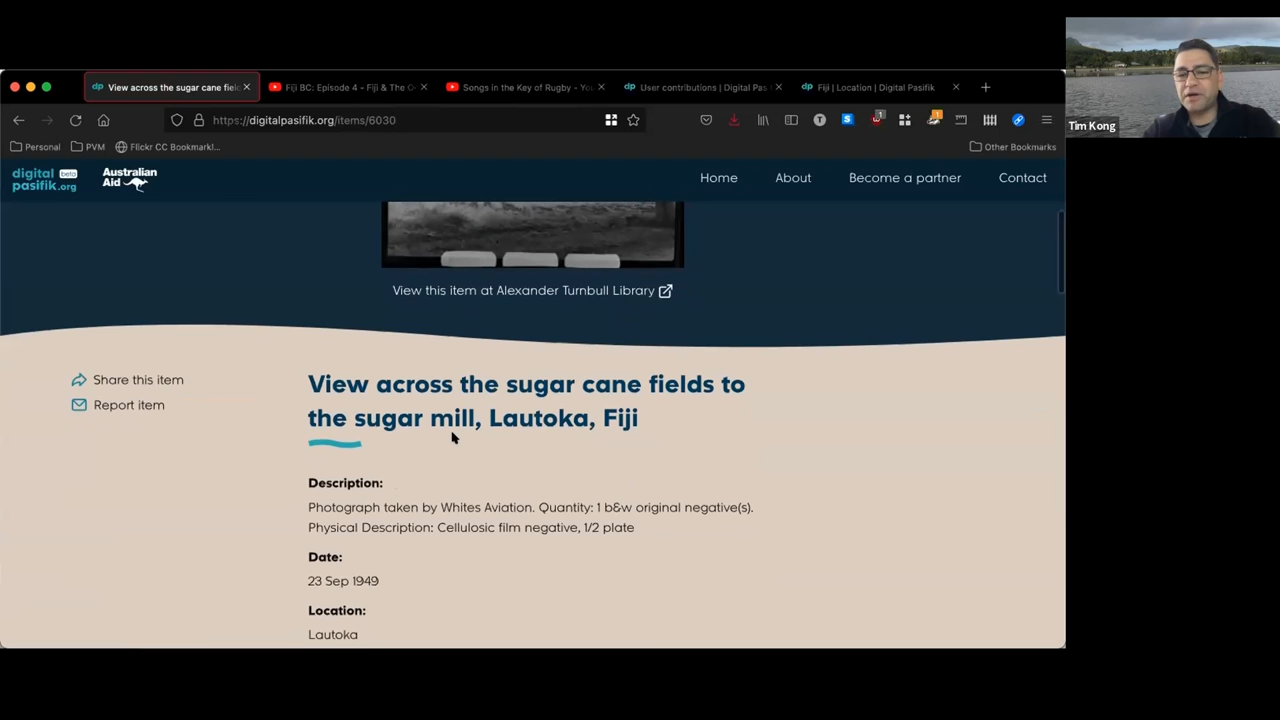 View across the sugar cane fiel
Fiji BC: Episode 4 - Fiji & The O
Songs in the Key of Rugby - You
User contributions | Digital Pas
Fiji | Location | Digital Pasifik
https://digitalpasifik.org/items/6030
Personal
PVM
Flickr CC Bookmarkl...
Other Bookmarks
digital beta
pasifik.org
Australian
Aid
Home
About
Become a partner
Contact
View this item at Alexander Turnbull Library
Share this item
Report item
View across the sugar cane fields to
the sugar mill, Lautoka, Fiji
Description:
Photograph taken by Whites Aviation. Quantity: 1 b&w original negative(s).
Physical Description: Cellulosic film negative, 1/2 plate
Date:
23 Sep 1949
Location:
Lautoka
Tim Kong